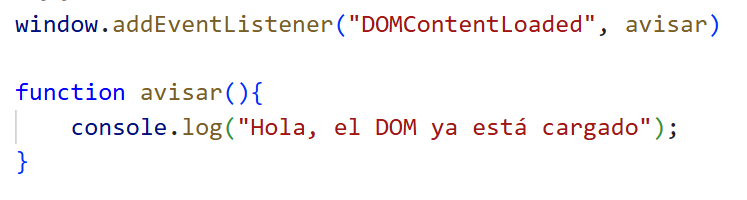 window.addEventListener("DOMContentLoaded", avisar)
function avisar(){
console.log("Hola, el DOM ya está cargado");
}